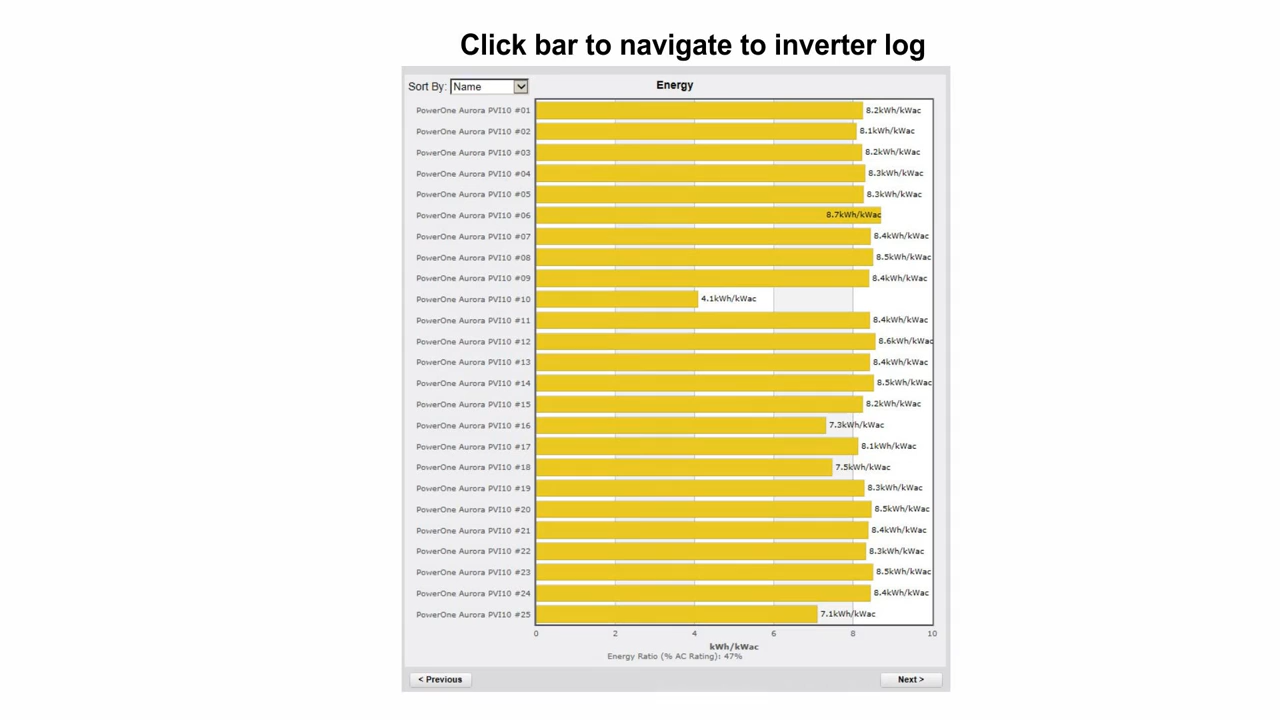 Click bar to navigate to inverter log
Sort By: Name
Energy
PowerOne Aurora PVI10 #01 8.2kWh/kWac
PowerOne Aurora PVI10 #02 8.1kWh/kWac
PowerOne Aurora PVI10 #03 8.2kWh/kWac
PowerOne Aurora PVI10 #04 8.3kWh/kWac
PowerOne Aurora PVI10 #05 8.3kWh/kWac
PowerOne Aurora PVI10 #06 8.7kWh/kWac
PowerOne Aurora PVI10 #07 8.4kWh/kWac
PowerOne Aurora PVI10 #08 8.5kWh/kWac
PowerOne Aurora PVI10 #09 8.4kWh/kWac
PowerOne Aurora PVI10 #10 4.1kWh/kWac
PowerOne Aurora PVI10 #11 8.4kWh/kWac
PowerOne Aurora PVI10 #12 8.6kWh/kWac
PowerOne Aurora PVI10 #13 8.4kWh/kWac
PowerOne Aurora PVI10 #14 8.5kWh/kWac
PowerOne Aurora PVI10 #15 8.2kWh/kWac
PowerOne Aurora PVI10 #16 7.3kWh/kWac
PowerOne Aurora PVI10 #17 8.1kWh/kWac
PowerOne Aurora PVI10 #18 7.5kWh/kWac
PowerOne Aurora PVI10 #19 8.3kWh/kWac
PowerOne Aurora PVI10 #20 8.5kWh/kWac
PowerOne Aurora PVI10 #21 8.4kWh/kWac
PowerOne Aurora PVI10 #22 8.3kWh/kWac
PowerOne Aurora PVI10 #23 8.5kWh/kWac
PowerOne Aurora PVI10 #24 8.4kWh/kWac
PowerOne Aurora PVI10 #25 7.1kWh/kWac
0 2 4 6 8 10
kWh/kWac
Energy Ratio (% AC Rating): 47%
< Previous Next >